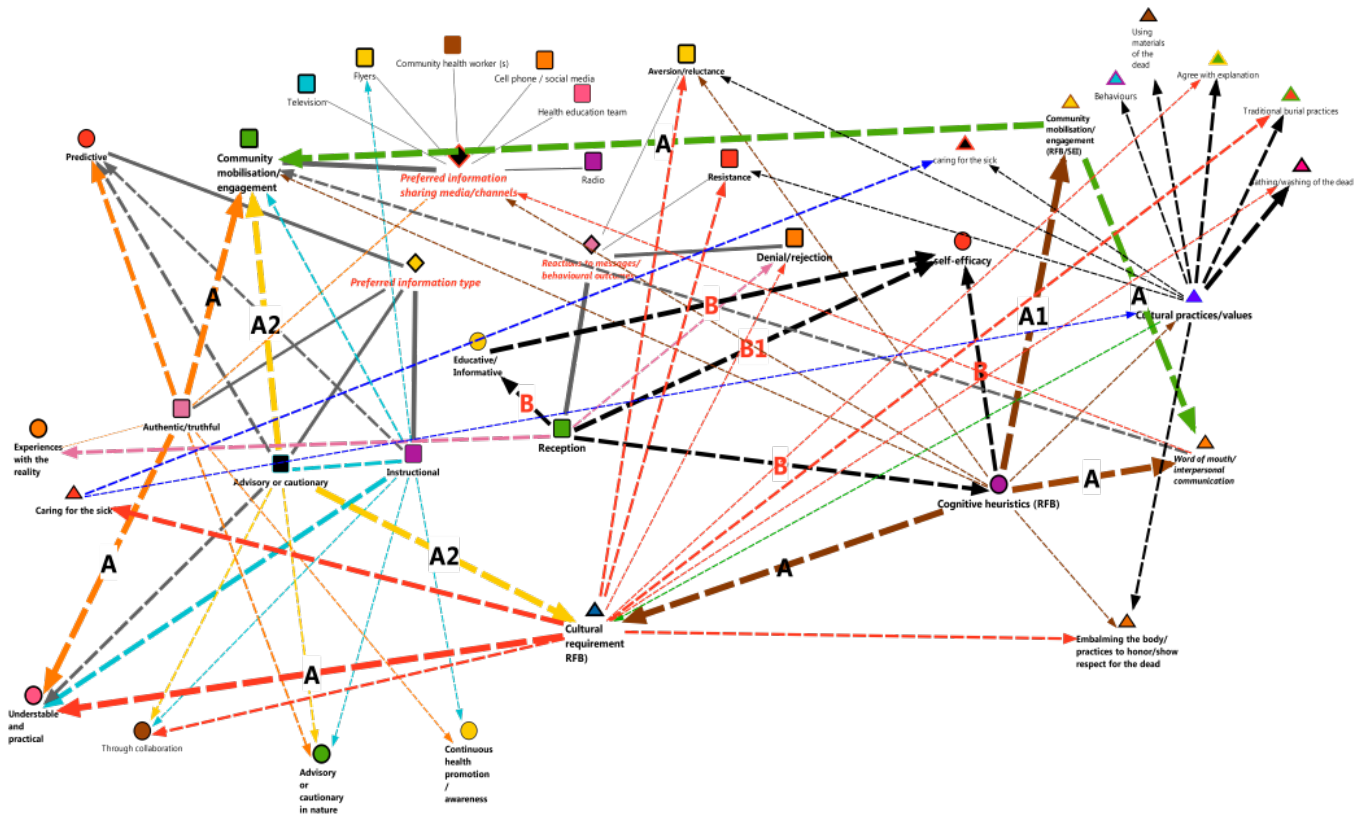 Using
materials
of the
dead
Community health worker (s)
Flyers
Cell phone / social media
Aversion/reluctance
Agree with explanation
Television
Health education team
Behaviours
Traditional burial practices
Community
mobilisation/
engagement
(RFB/SEI)
A
A
Predictive
Community
mobilisation/
engagement
caring for the sick
Resistance
Radio
Preferred information
sharing media/channels
athing/washing of the dead
Denial/rejection
Reactions to messages/
behavioural outcomes
self-efficacy
Preferred information type
A
A2
B
A1
A
Cultural practices/values
B1
Educative/
Informative
B
B
Authentic/truthful
Experiences
with the
reality
Reception
Instructional
Advisory or cautionary
B
A
Word of mouth/
interpersonal
communication
Cognitive heuristics (RFB)
Caring for the sick
A2
A
A
Cultural
requirement
RFB)
Embalming the body/
practices to honor/show
respect for the dead
A
Understable
and
practical
Through collaboration
Continuous
health
promotion
/
awareness
Advisory
or
cautionary
in nature